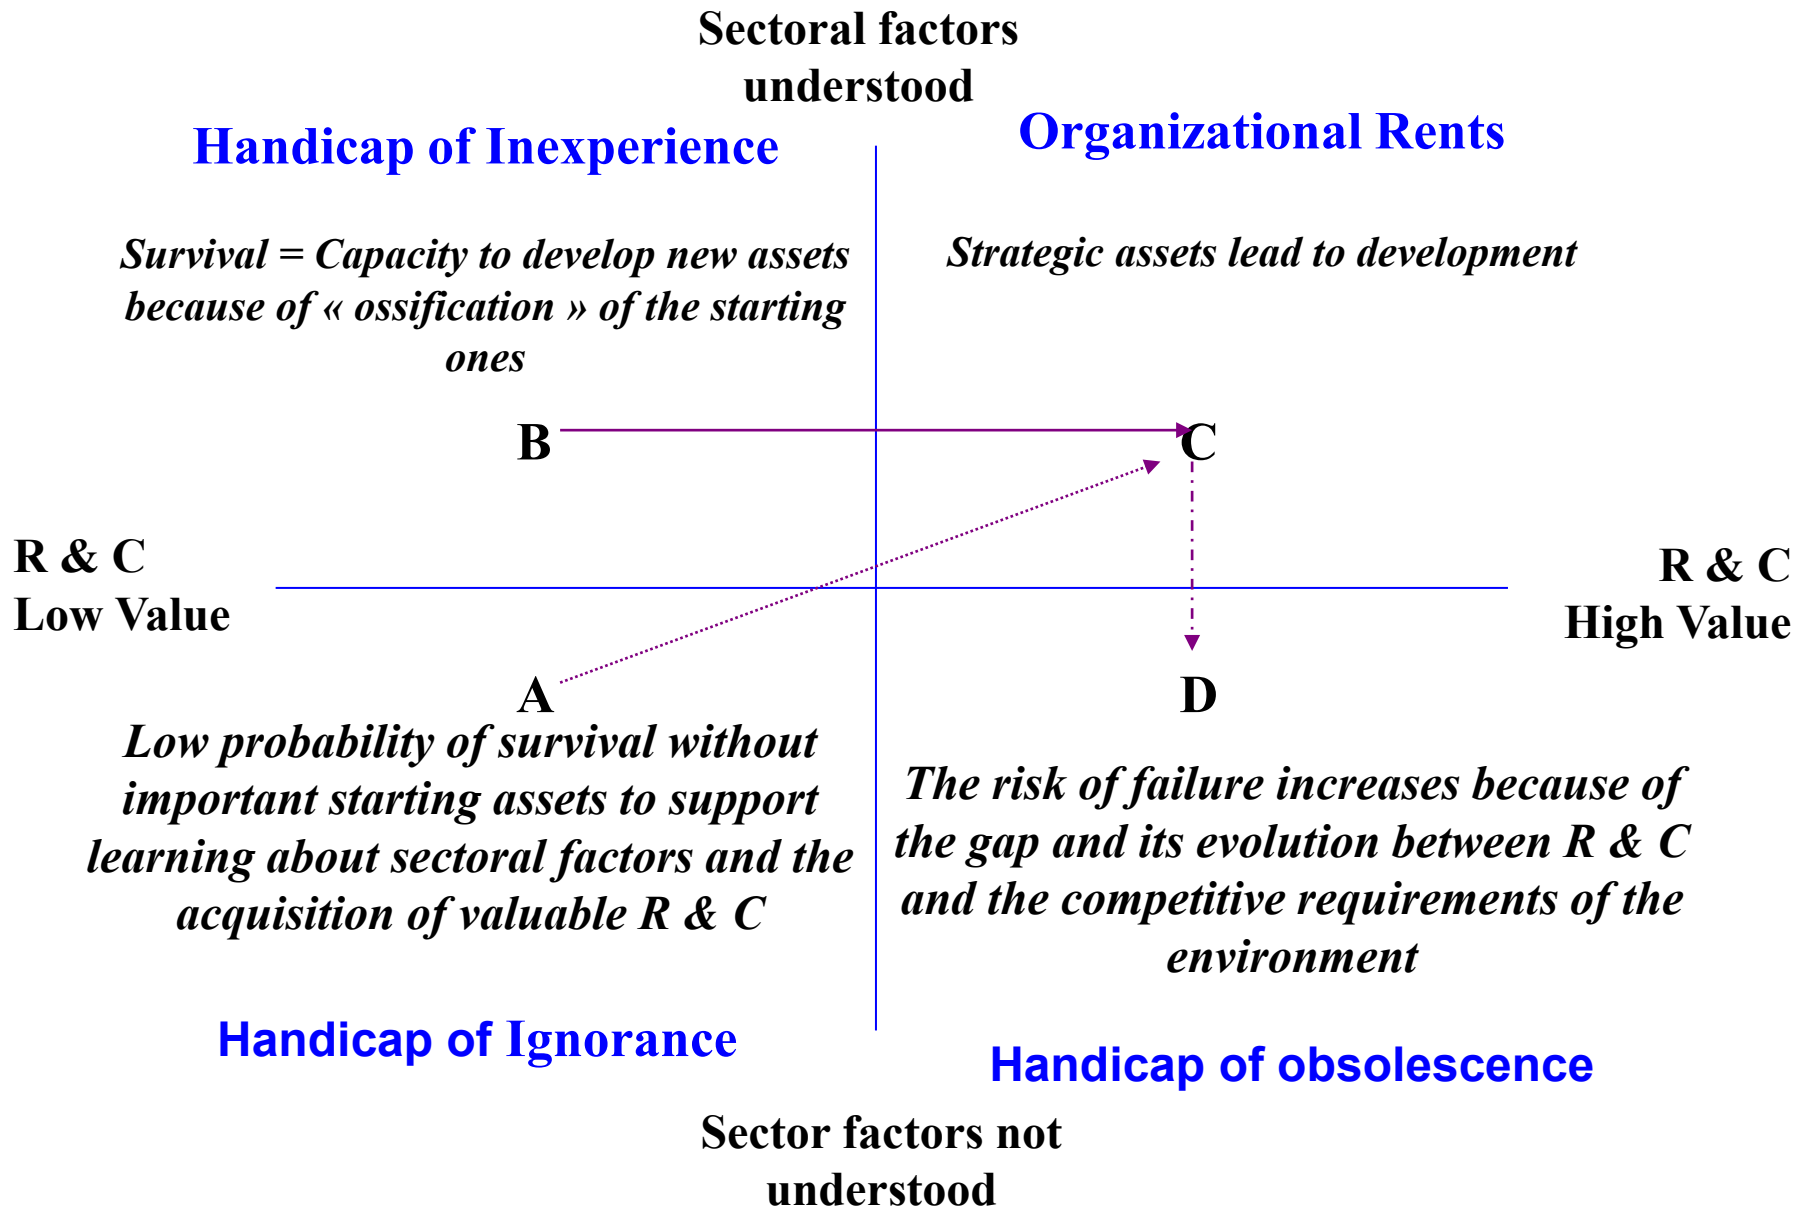 Sectoral factors
understood
Handicap of Inexperience
Organizational Rents
Survival = Capacity to develop new assets
because of « ossification » of the starting
ones
Strategic assets lead to development
B
C
R & C
Low Value
R & C
High Value
A
D
Low probability of survival without
important starting assets to support
learning about sectoral factors and the
acquisition of valuable R & C
The risk of failure increases because of
the gap and its evolution between R & C
and the competitive requirements of the
environment
Handicap of Ignorance
Handicap of obsolescence
Sector factors not
understood